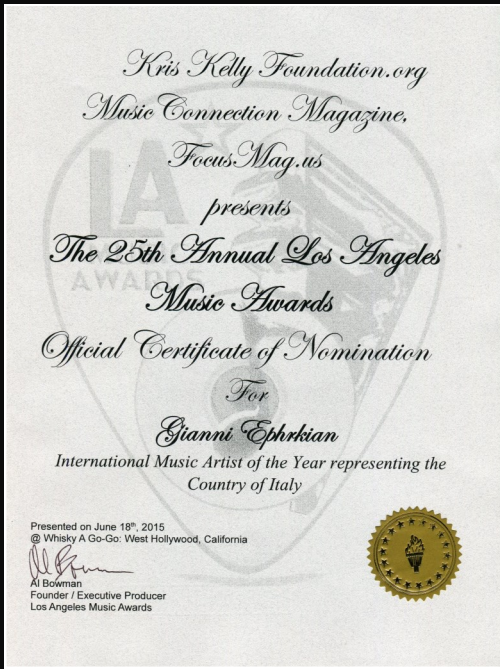 Kris Kelly Foundation.org
Music Connection Magazine,
FocusMag.us
presents
The 25th Annual Los Angeles
Music Awards
Official Certificate of Nomination
For
Gianni Ephrkian
International Music Artist of the Year representing the
Country of Italy
LA
AWARDS
Presented on June 18th, 2015
@ Whisky A Go-Go: West Hollywood, California
Al Bowman
Founder / Executive Producer
Los Angeles Music Awards